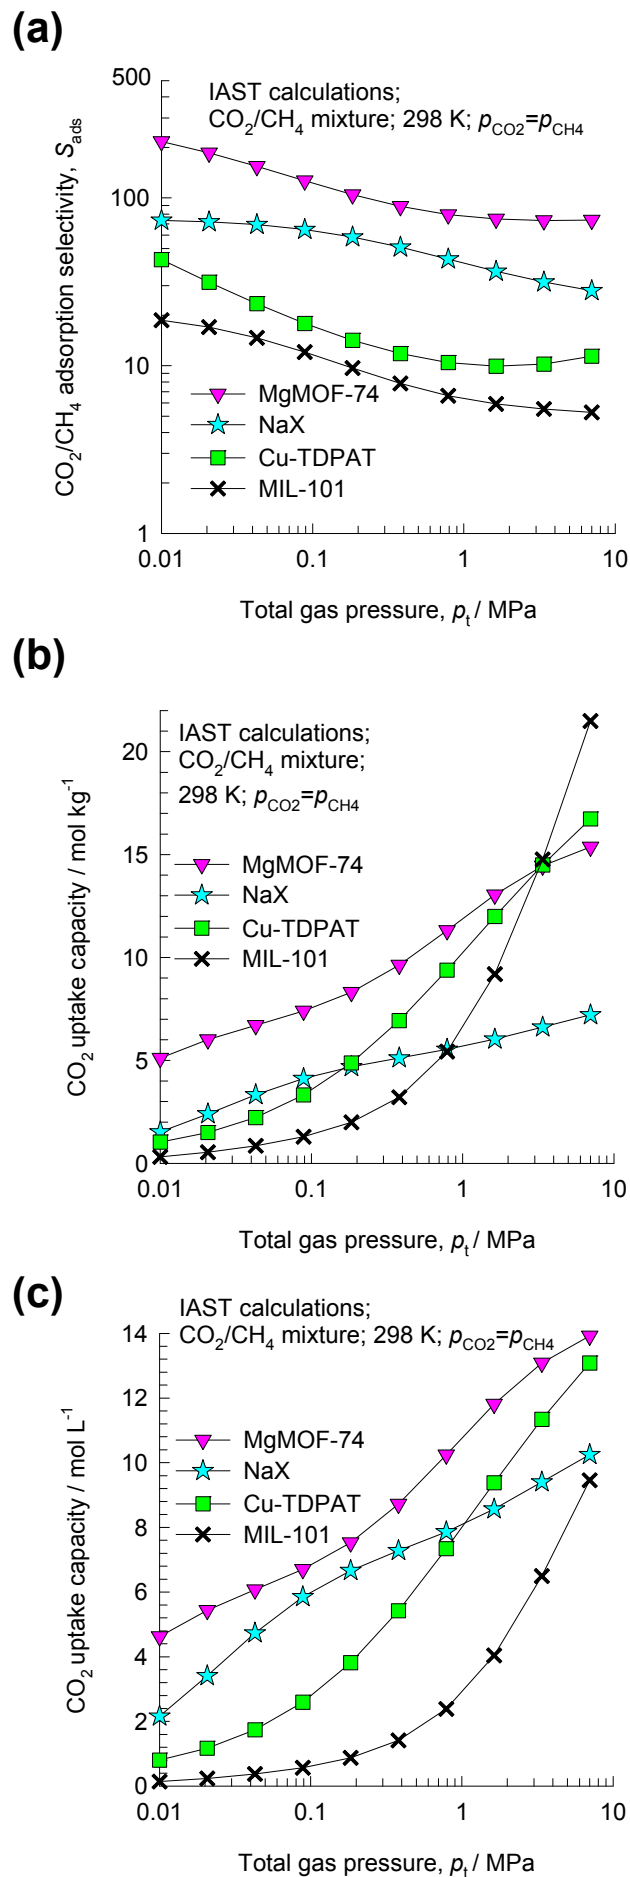 (a)
500
IAST calculations;
CO₂/CH₄ mixture; 298 K; pCO2=pCH4
100
10
1
CO₂/CH₄ adsorption selectivity, Sads
MgMOF-74
NaX
Cu-TDPAT
MIL-101
0.01 0.1 1 10
Total gas pressure, pt / MPa
(b)
IAST calculations;
CO₂/CH₄ mixture;
298 K; pCO2=pCH4
20
15
10
5
0
CO₂ uptake capacity / mol kg⁻¹
MgMOF-74
NaX
Cu-TDPAT
MIL-101
0.01 0.1 1 10
Total gas pressure, pt / MPa
(c)
IAST calculations;
CO₂/CH₄ mixture; 298 K; pCO2=pCH4
14
12
10
8
6
4
2
0
CO₂ uptake capacity / mol L⁻¹
MgMOF-74
NaX
Cu-TDPAT
MIL-101
0.01 0.1 1 10
Total gas pressure, pt / MPa